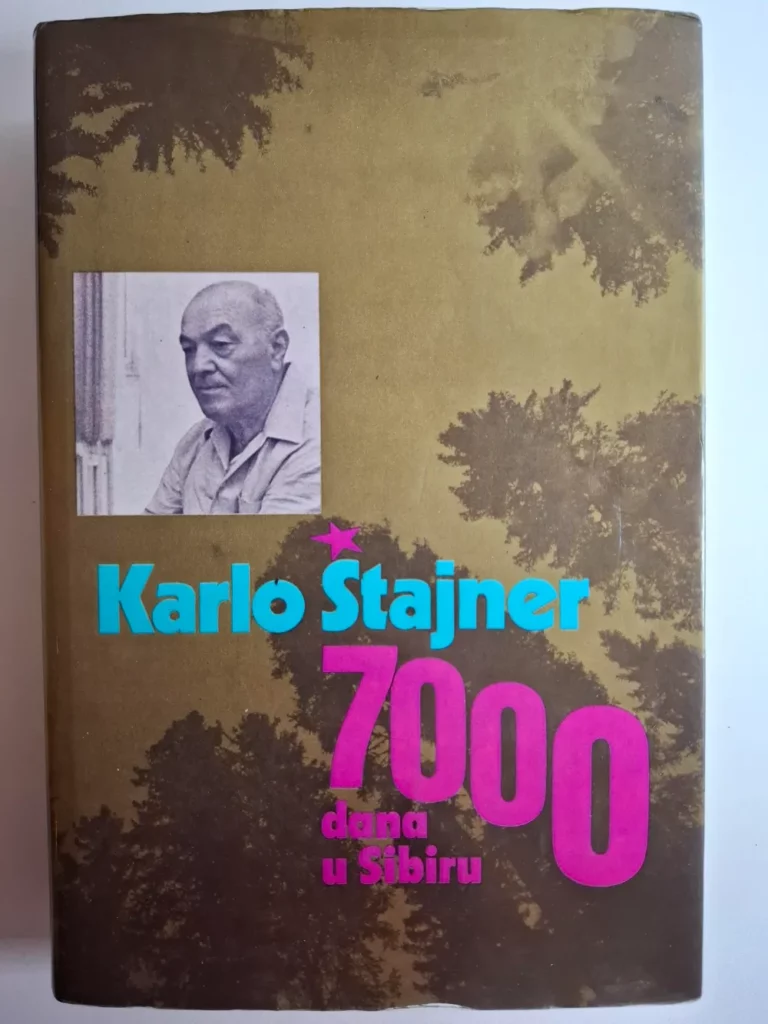 Karlo Štajner
7000
dana
u Sibiru